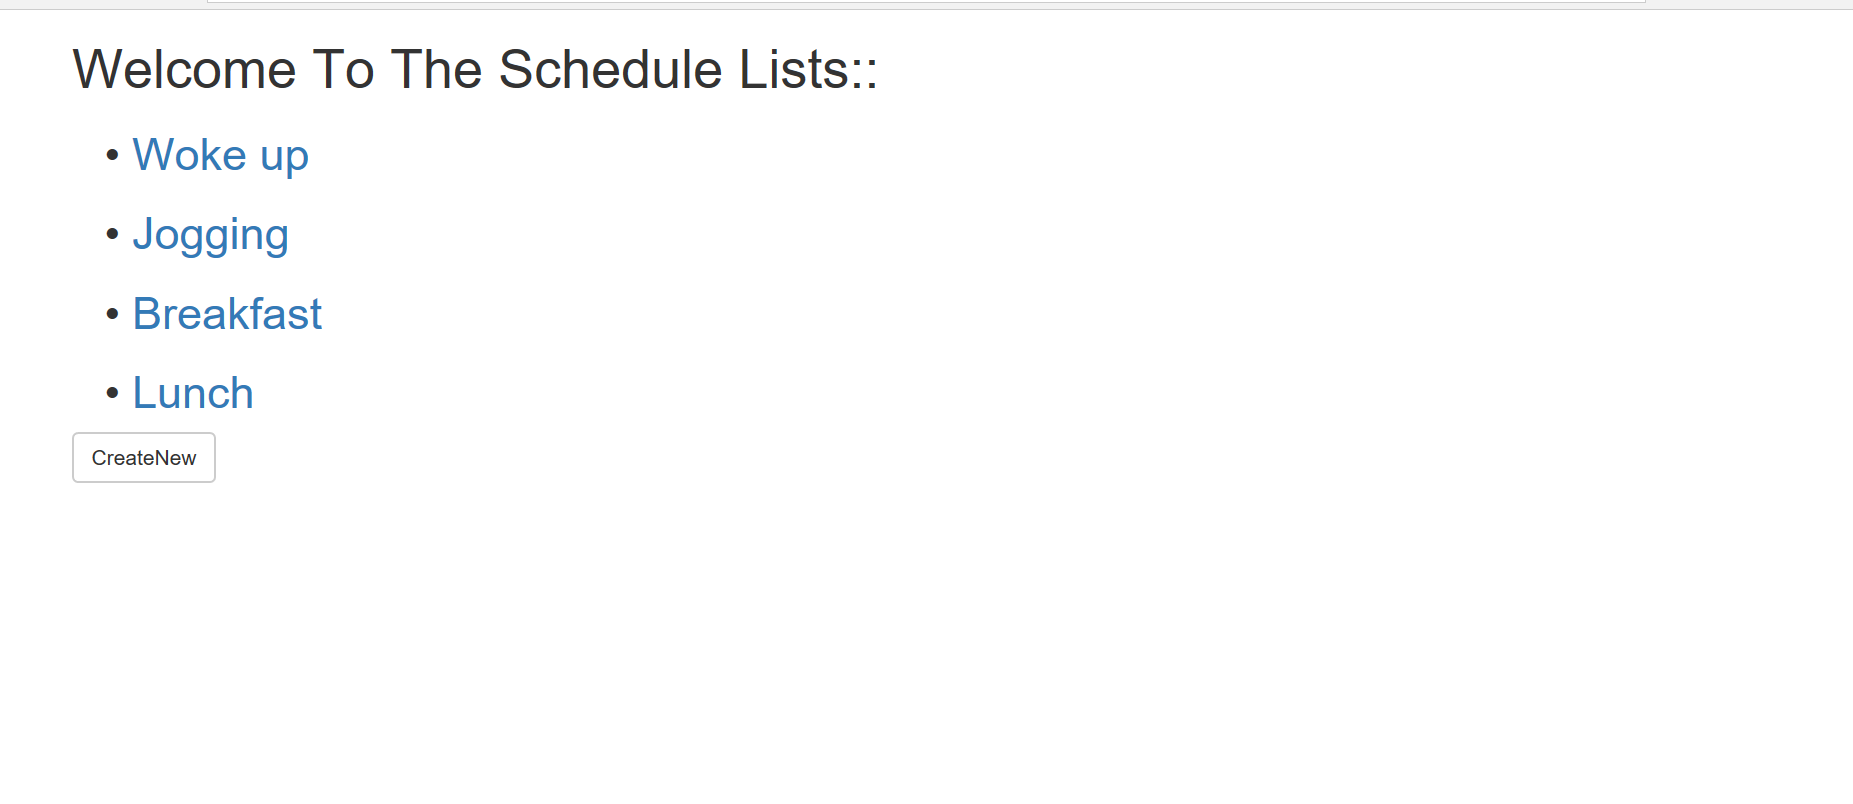 Welcome To The Schedule Lists::
• Woke up
• Jogging
• Breakfast
• Lunch
CreateNew